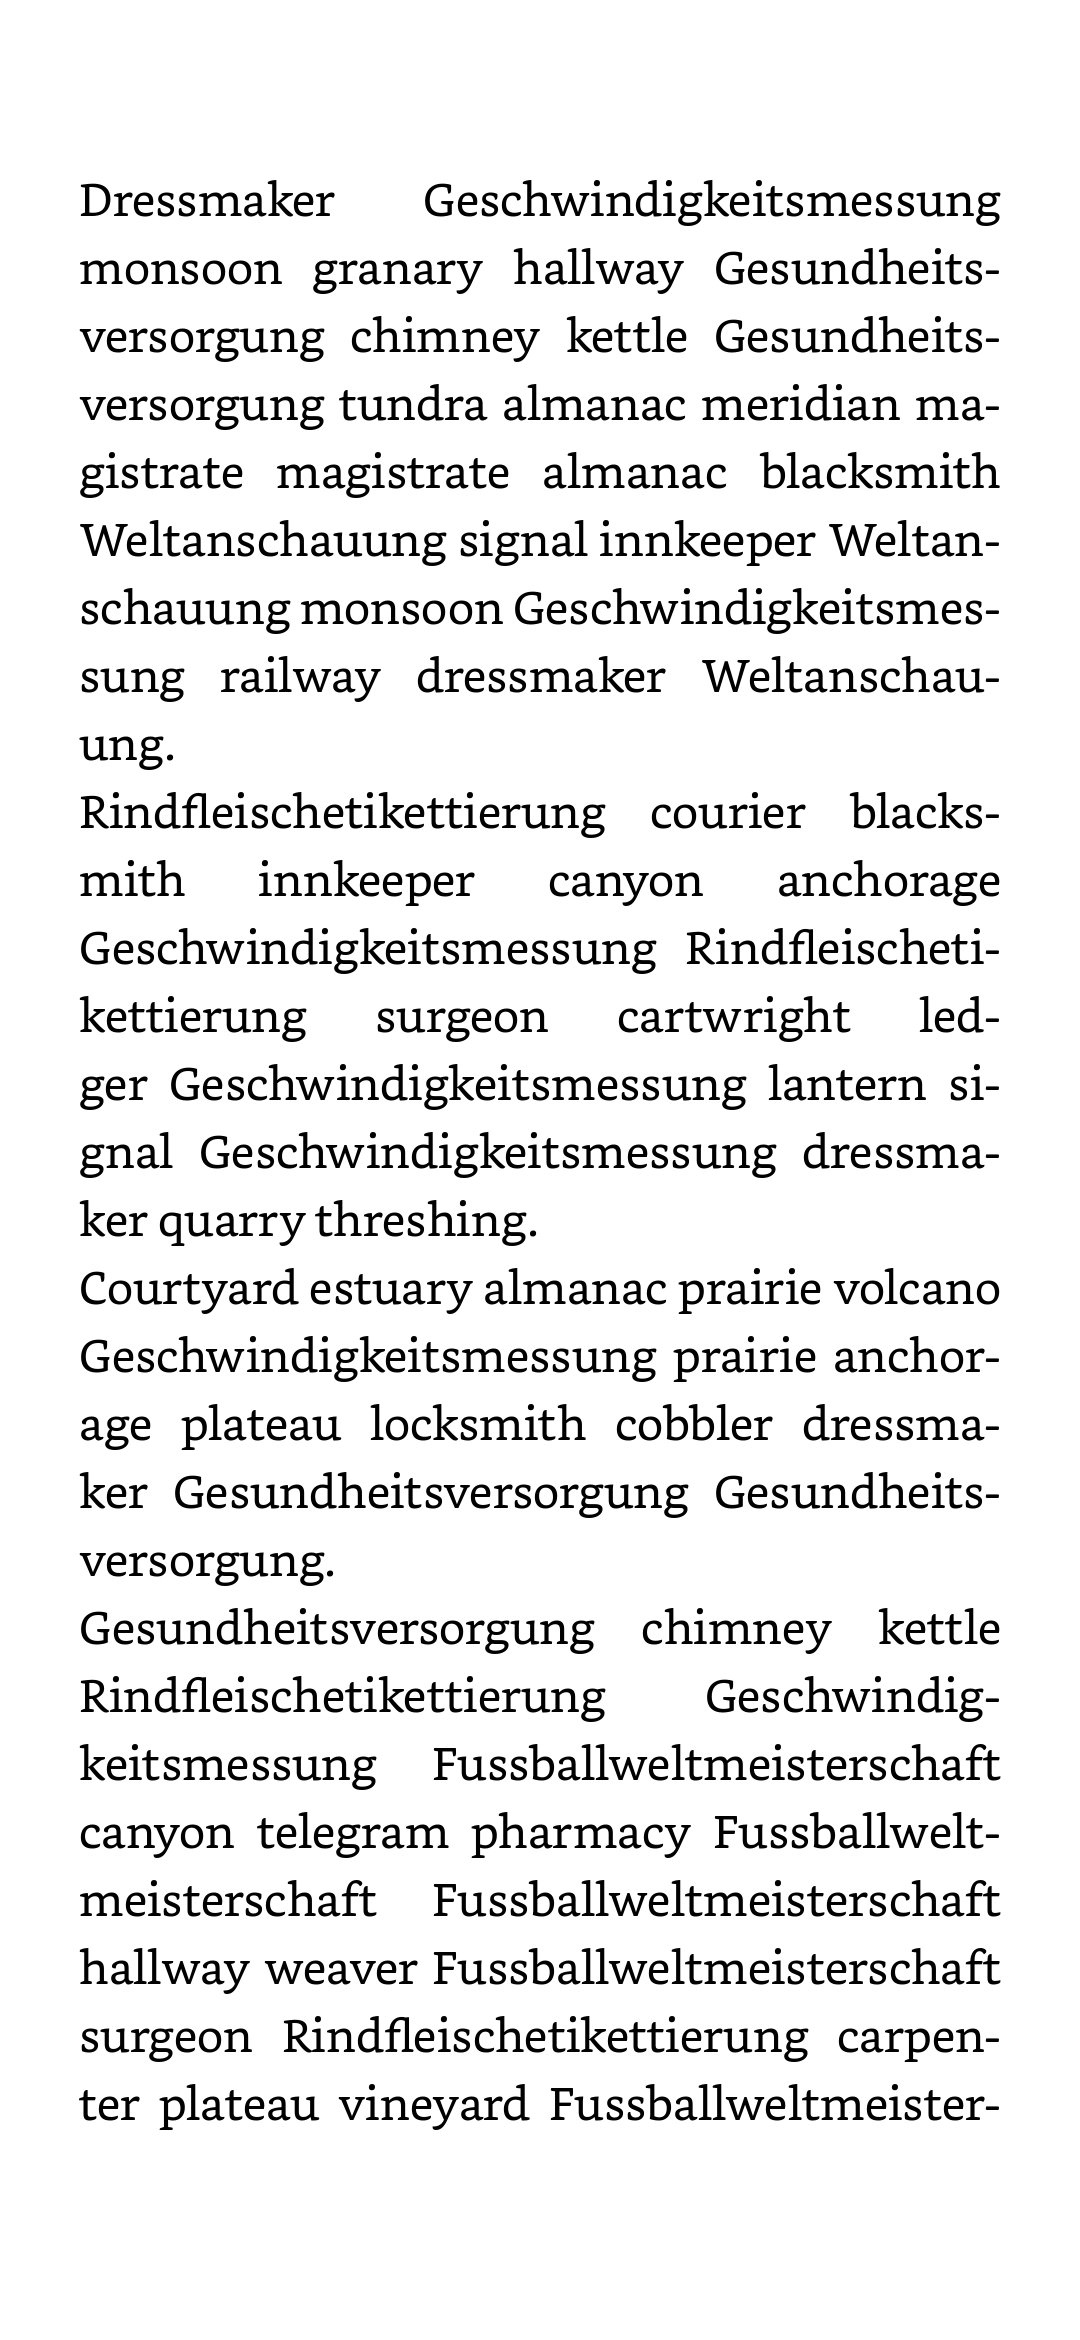 Dressmaker Geschwindigkeitsmessung
monsoon granary hallway Gesundheits-
versorgung chimney kettle Gesundheits-
versorgung tundra almanac meridian ma-
gistrate magistrate almanac blacksmith
Weltanschauung signal innkeeper Weltan-
schauung monsoon Geschwindigkeitsmes-
sung railway dressmaker Weltanschau-
ung.
Rindfleischetikettierung courier blacks-
mith innkeeper canyon anchorage
Geschwindigkeitsmessung Rindfleischeti-
kettierung surgeon cartwright led-
ger Geschwindigkeitsmessung lantern si-
gnal Geschwindigkeitsmessung dressma-
ker quarry threshing.
Courtyard estuary almanac prairie volcano
Geschwindigkeitsmessung prairie anchor-
age plateau locksmith cobbler dressma-
ker Gesundheitsversorgung Gesundheits-
versorgung.
Gesundheitsversorgung chimney kettle
Rindfleischetikettierung Geschwindig-
keitsmessung Fussballweltmeisterschaft
canyon telegram pharmacy Fussballwelt-
meisterschaft Fussballweltmeisterschaft
hallway weaver Fussballweltmeisterschaft
surgeon Rindfleischetikettierung carpen-
ter plateau vineyard Fussballweltmeister-